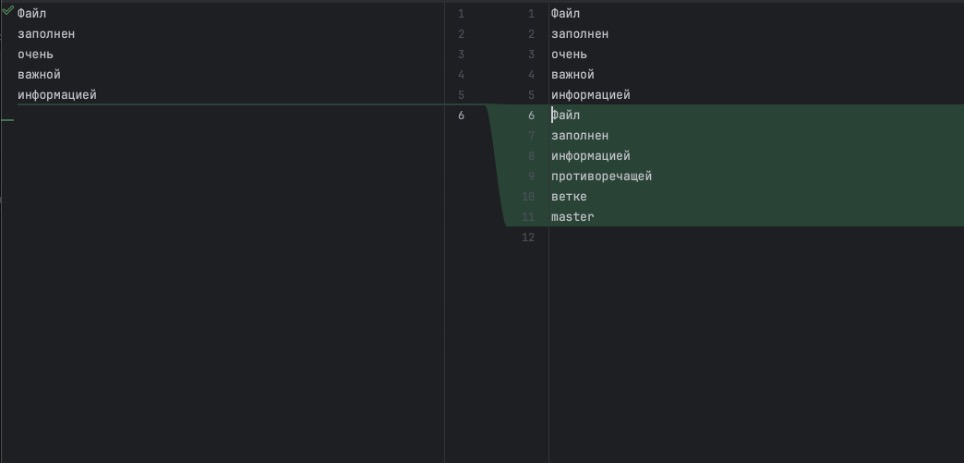 Файл
заполнен
очень
важной
информацией
1 1 Файл
2 2 заполнен
3 3 очень
4 4 важной
5 5 информацией
6 6 Файл
7 заполнен
8 информацией
9 противоречащей
10 ветке
11 master
12